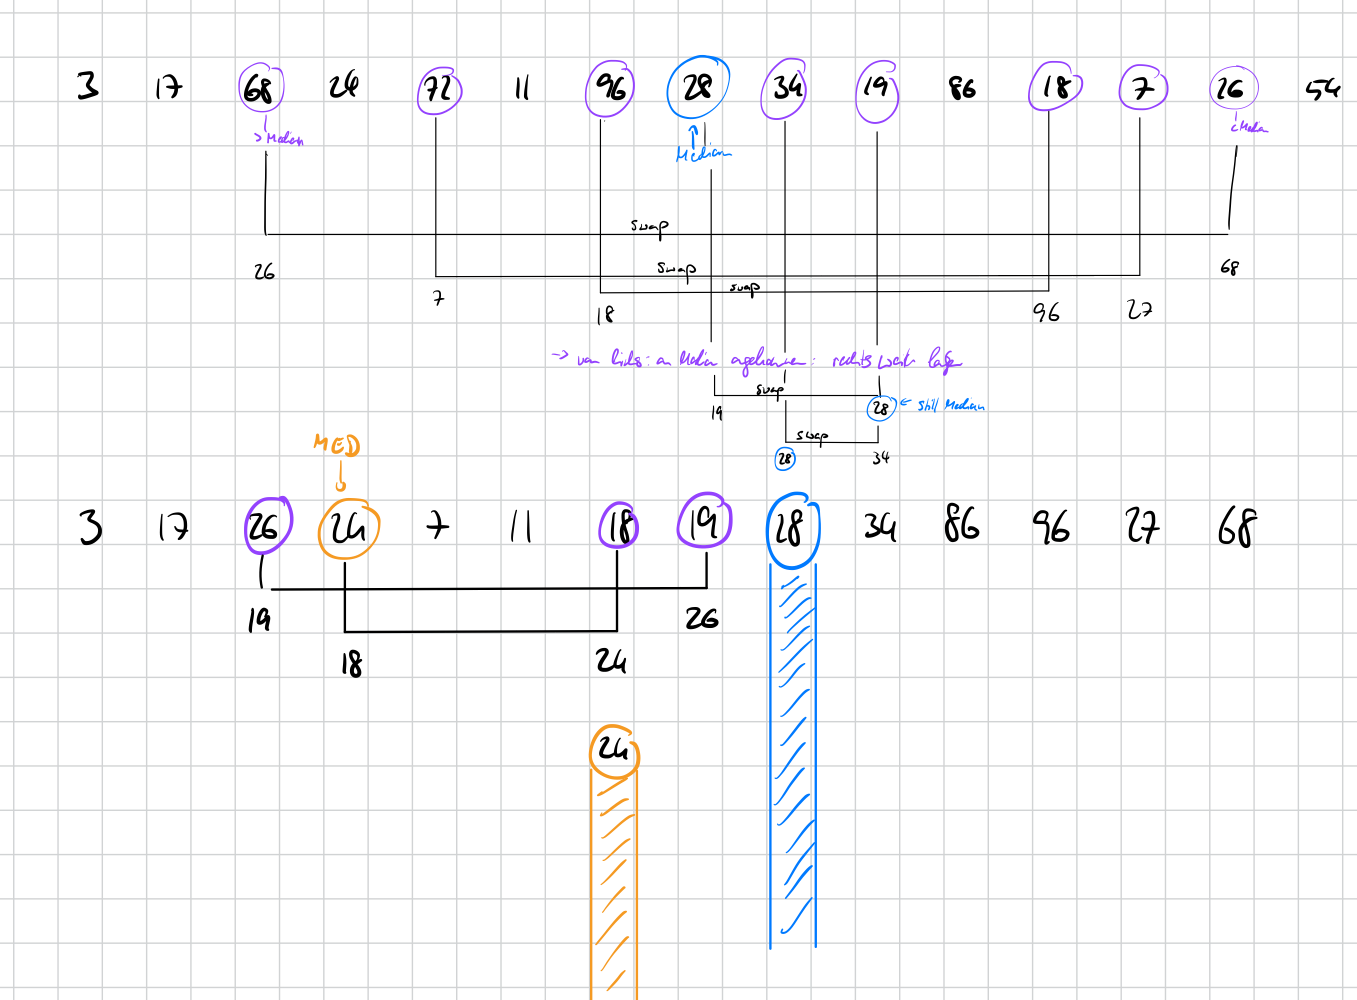 3 17 68 24 72 11 96 28 34 19 86 18 7 26 54
> Median < Median
Median
swap
26 68
swap
7 27
swap
18 96
-> von links: an Median angekommen: rechts weiter laufen
swap
19 28 ← still Median
swap
28 34
MED
3 17 26 24 7 11 18 19 28 34 86 96 27 68
19 26
18 24
24